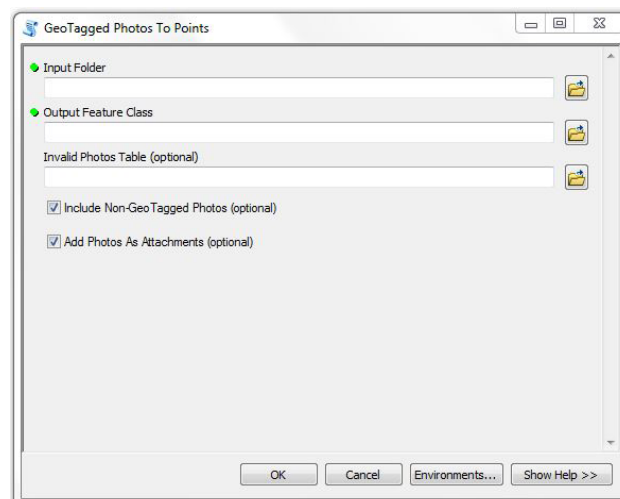 GeoTagged Photos To Points
Input Folder
Output Feature Class
Invalid Photos Table (optional)
Include Non-GeoTagged Photos (optional)
Add Photos As Attachments (optional)
OK Cancel Environments... Show Help >>